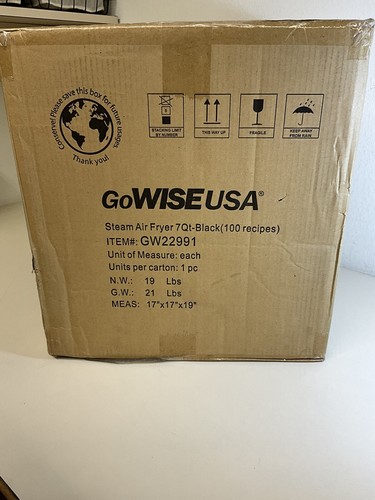 Conserve! Please save this box for future usages
Thank you!
STACKING LIMIT
BY NUMBER
THIS WAY UP
FRAGILE
KEEP AWAY
FROM RAIN
GoWISEUSA®
Steam Air Fryer 7Qt-Black(100 recipes)
ITEM#: GW22991
Unit of Measure: each
Units per carton: 1 pc
N.W.: 19 Lbs
G.W.: 21 Lbs
MEAS: 17"x17"x19"